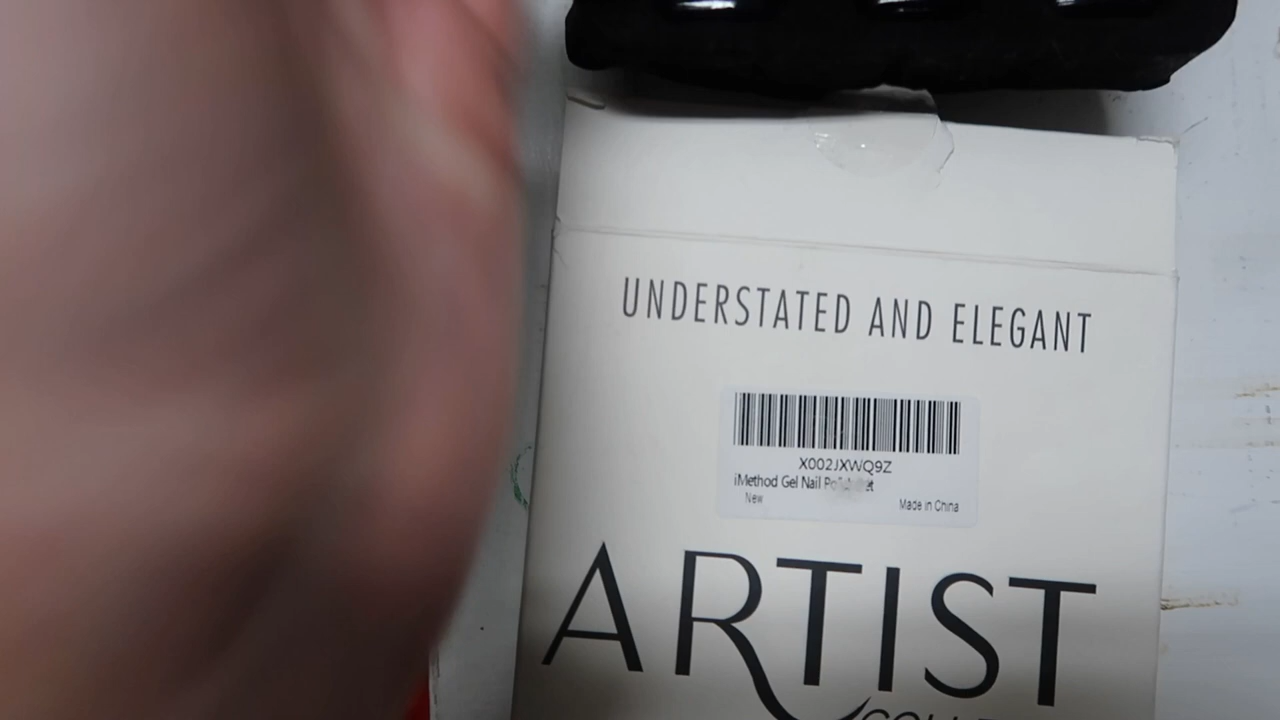 UNDERSTATED AND ELEGANT
X002JXWQ9Z
iMethod Gel Nail
New
Made in China
ARTIST